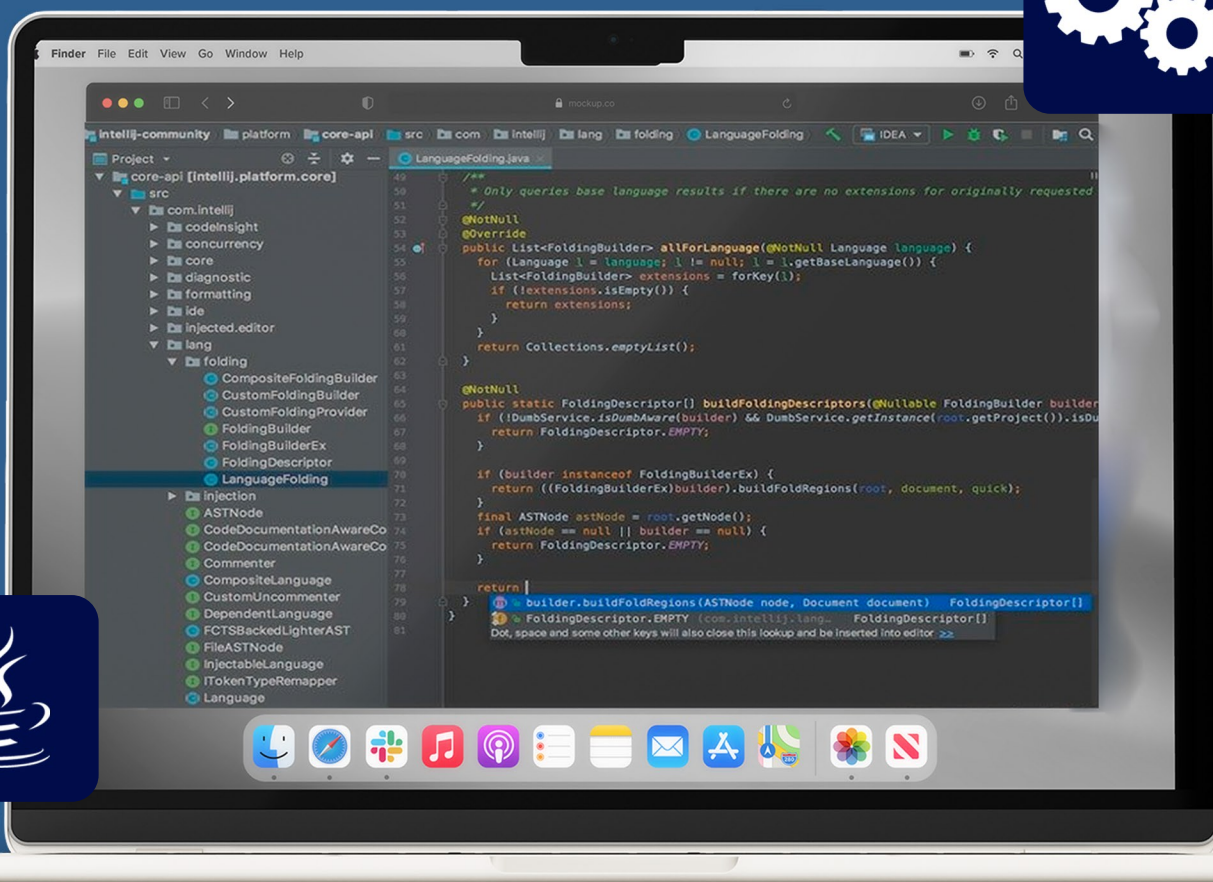 Finder File Edit View Go Window Help
mockup.co
intellij-community platform core-api src com intellij lang folding LanguageFolding IDEA
Project
LanguageFolding.java
core-api [intellij.platform.core]
src
com.intellij
codeInsight
concurrency
core
diagnostic
formatting
ide
injected.editor
lang
folding
CompositeFoldingBuilder
CustomFoldingBuilder
CustomFoldingProvider
FoldingBuilder
FoldingBuilderEx
FoldingDescriptor
LanguageFolding
injection
ASTNode
CodeDocumentationAwareCo
CodeDocumentationAwareCo
Commenter
CompositeLanguage
CustomUncommenter
DependentLanguage
FCTSBackedLighterAST
FileASTNode
InjectableLanguage
ITokenTypeRemapper
Language
49 /**
50 * Only queries base language results if there are no extensions for originally requested
51 */
52 @NotNull
53 @Override
54 public List<FoldingBuilder> allForLanguage(@NotNull Language language) {
55 for (Language l = language; l != null; l = l.getBaseLanguage()) {
56 List<FoldingBuilder> extensions = forKey(l);
57 if (!extensions.isEmpty()) {
58 return extensions;
59 }
60 }
61 return Collections.emptyList();
62 }
63
64 @NotNull
65 public static FoldingDescriptor[] buildFoldingDescriptors(@Nullable FoldingBuilder builder
66 if (!DumbService.isDumbAware(builder) && DumbService.getInstance(root.getProject()).isDu
67 return FoldingDescriptor.EMPTY;
68 }
69
70 if (builder instanceof FoldingBuilderEx) {
71 return ((FoldingBuilderEx)builder).buildFoldRegions(root, document, quick);
72 }
73 final ASTNode astNode = root.getNode();
74 if (astNode == null || builder == null) {
75 return FoldingDescriptor.EMPTY;
76 }
77
78 return
79 }
80 }
81
builder.buildFoldRegions(ASTNode node, Document document) FoldingDescriptor[]
FoldingDescriptor.EMPTY (com.intellij.lang… FoldingDescriptor[]
Dot, space and some other keys will also close this lookup and be inserted into editor >>
280